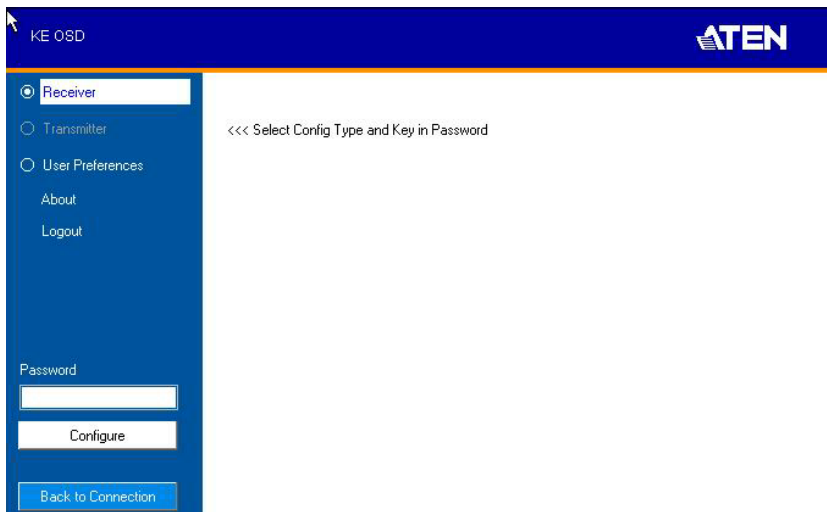 KE OSD
ATEN
Receiver
Transmitter
<<< Select Config Type and Key in Password
User Preferences
About
Logout
Password
Configure
Back to Connection